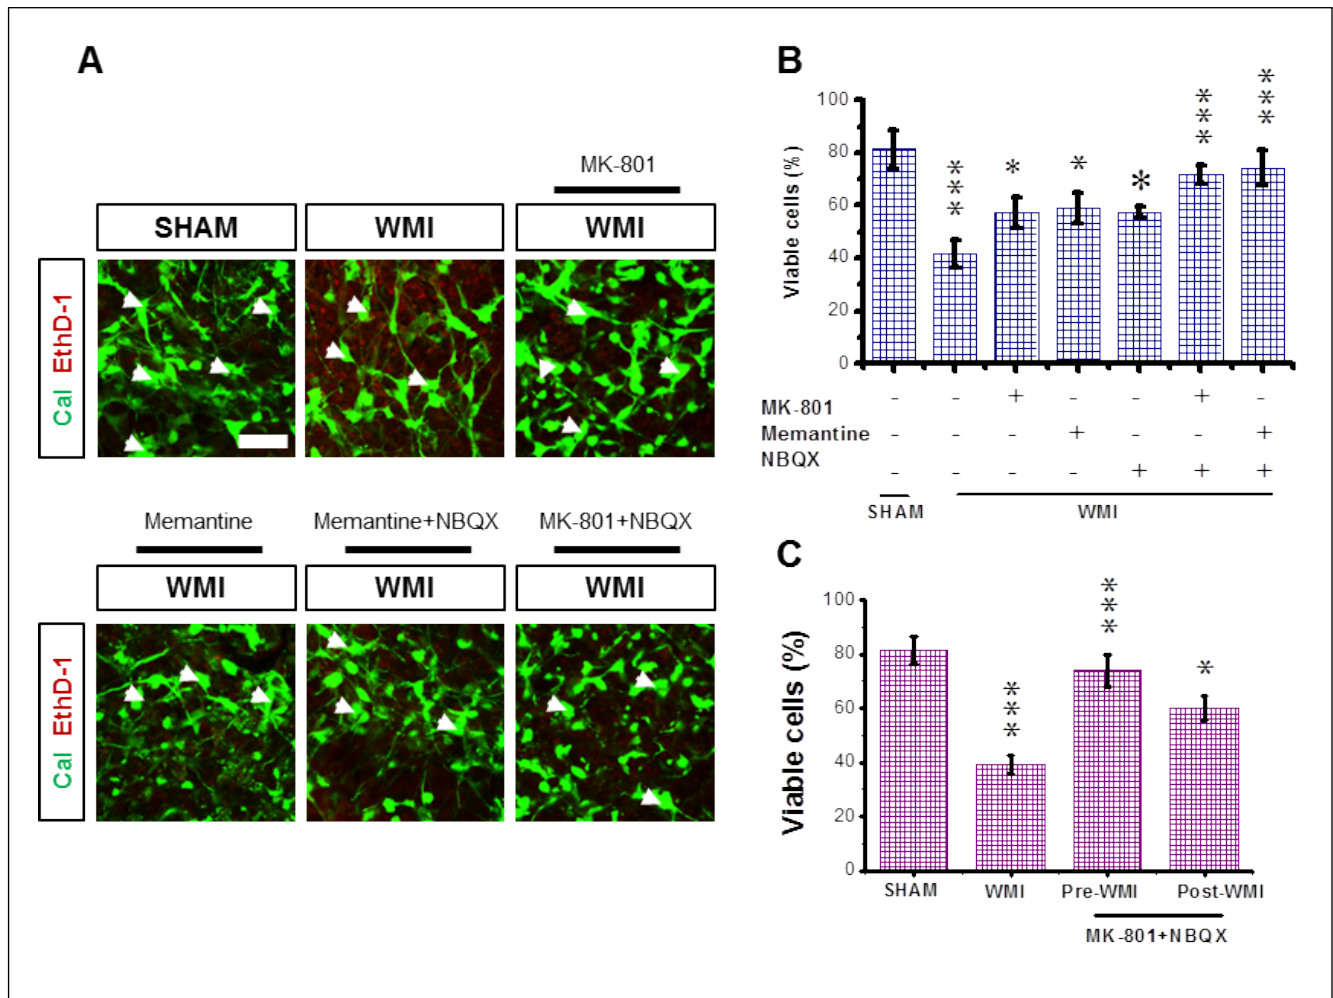 A
MK-801
SHAM WMI WMI
Cal EthD-1
Memantine Memantine+NBQX MK-801+NBQX
WMI WMI WMI
Cal EthD-1
B
Viable cells (%)
100
80
60
40
20
0
*** * * * *** ***
MK-801 - - + - - + -
Memantine - - - + - - +
NBQX - - - - + + +
SHAM WMI
C
Viable cells (%)
100
80
60
40
20
0
*** *** *
SHAM WMI Pre-WMI Post-WMI
MK-801+NBQX